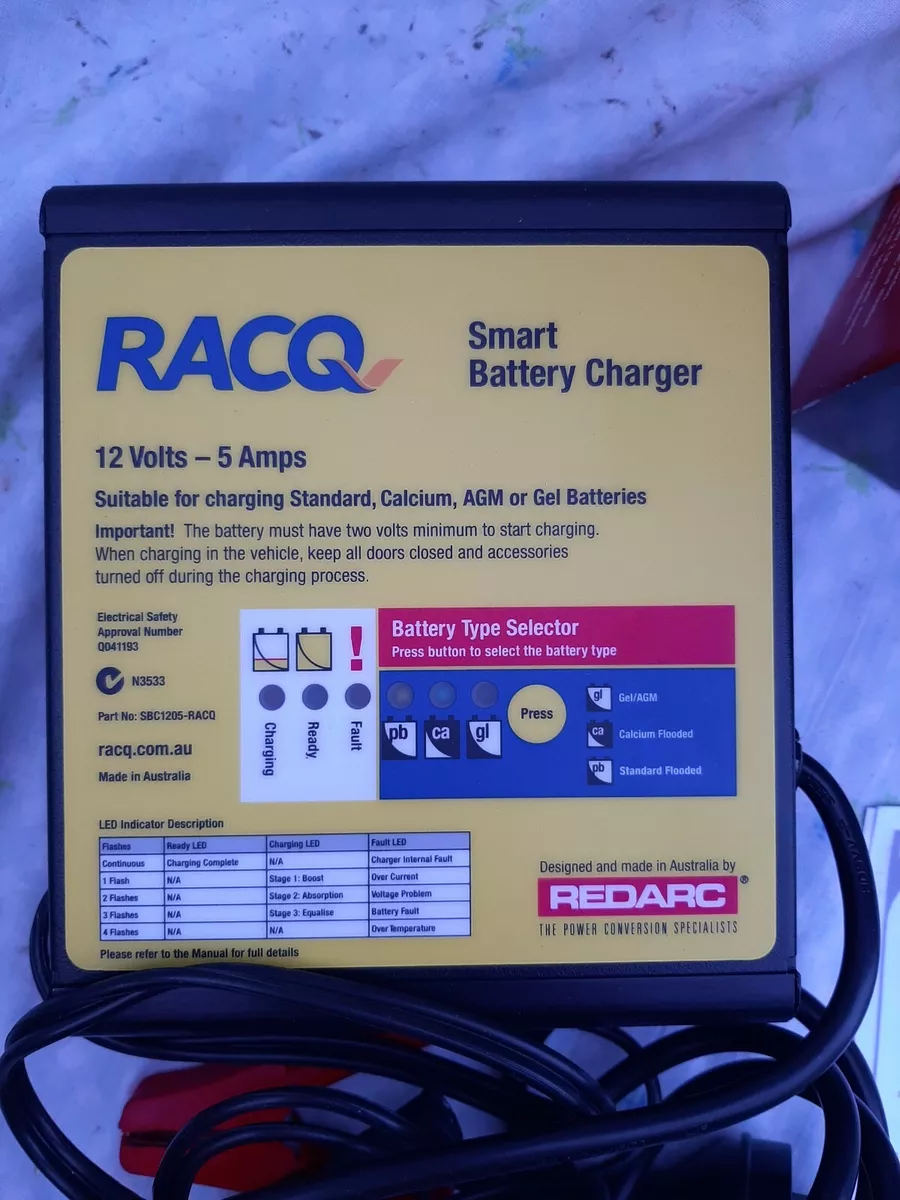 RACQ
Smart
Battery Charger
12 Volts – 5 Amps
Suitable for charging Standard, Calcium, AGM or Gel Batteries
Important! The battery must have two volts minimum to start charging.
When charging in the vehicle, keep all doors closed and accessories
turned off during the charging process.
Electrical Safety
Approval Number
Q041193
N3533
Part No: SBC1205-RACQ
racq.com.au
Made in Australia
!
Charging
Ready
Fault
Battery Type Selector
Press button to select the battery type
pb ca gl
Press
gl Gel/AGM
ca Calcium Flooded
pb Standard Flooded
LED Indicator Description
Flashes Ready LED Charging LED Fault LED
Continuous Charging Complete N/A Charger Internal Fault
1 Flash N/A Stage 1: Boost Over Current
2 Flashes N/A Stage 2: Absorption Voltage Problem
3 Flashes N/A Stage 3: Equalise Battery Fault
4 Flashes N/A N/A Over Temperature
Please refer to the Manual for full details
Designed and made in Australia by
REDARC®
THE POWER CONVERSION SPECIALISTS